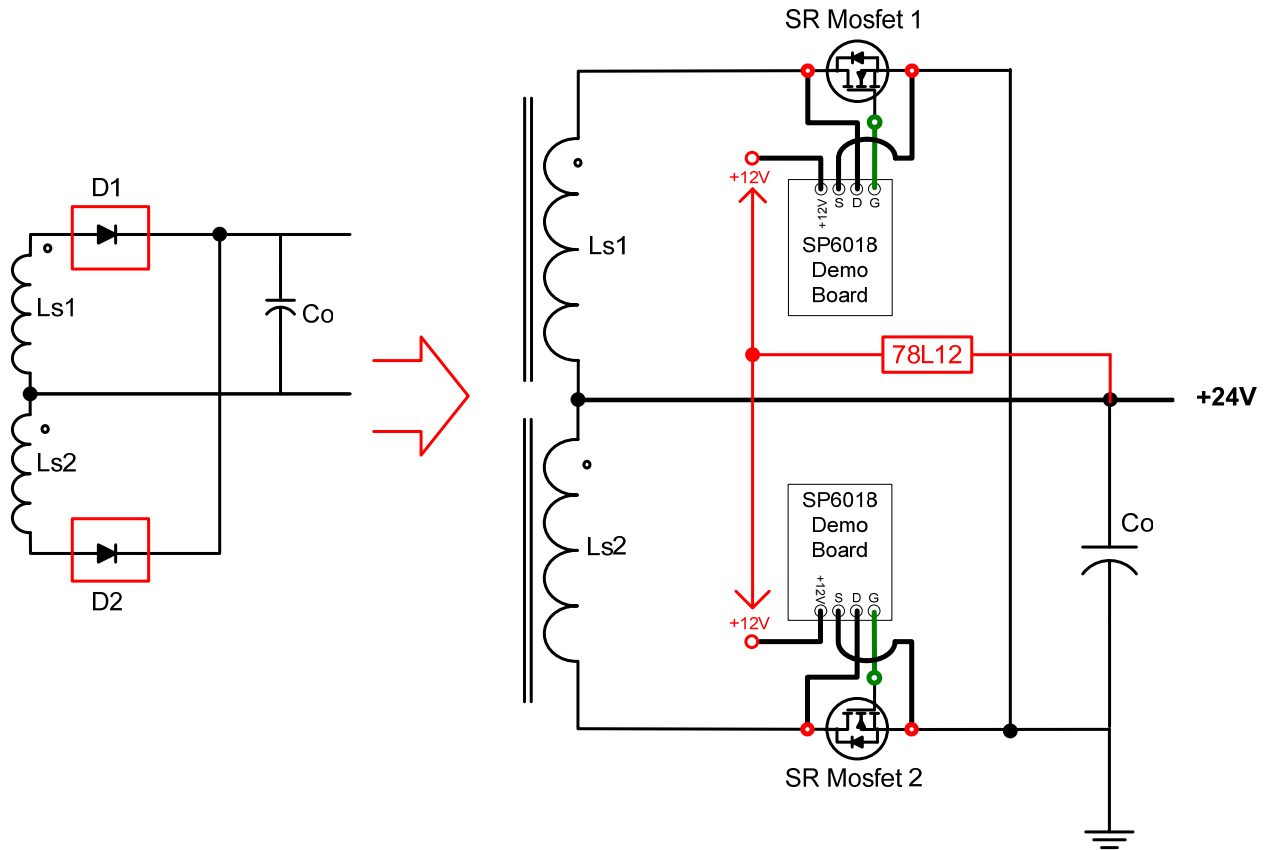 SR Mosfet 1
D1
Ls1
Co
Ls2
D2
+12V
+12V
S
D
G
SP6018
Demo
Board
Ls1
78L12
+24V
SP6018
Demo
Board
+12V
S
D
G
Ls2
+12V
Co
SR Mosfet 2